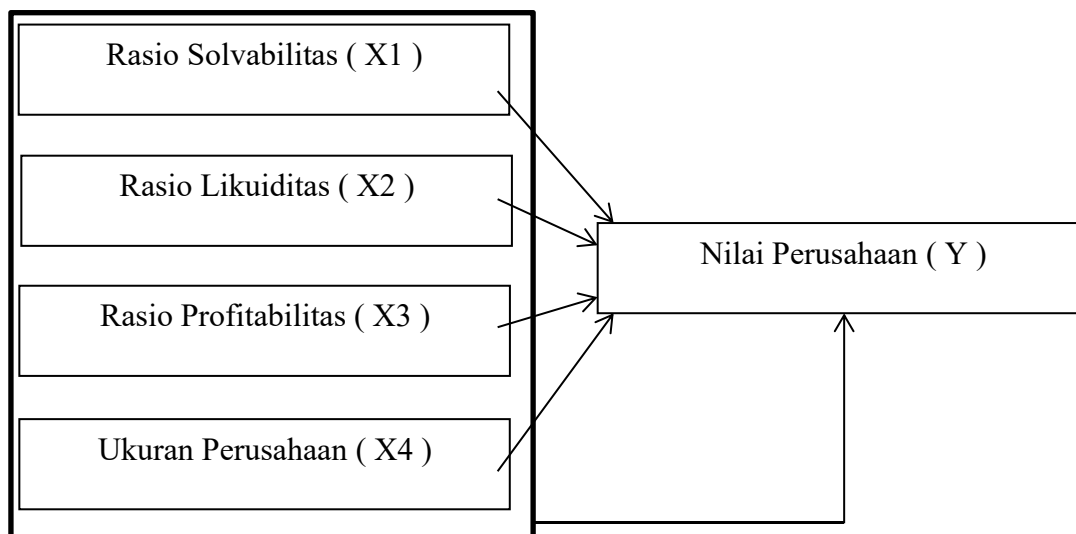 Rasio Solvabilitas ( X1 )
Rasio Likuiditas ( X2 )
Nilai Perusahaan ( Y )
Rasio Profitabilitas ( X3 )
Ukuran Perusahaan ( X4 )